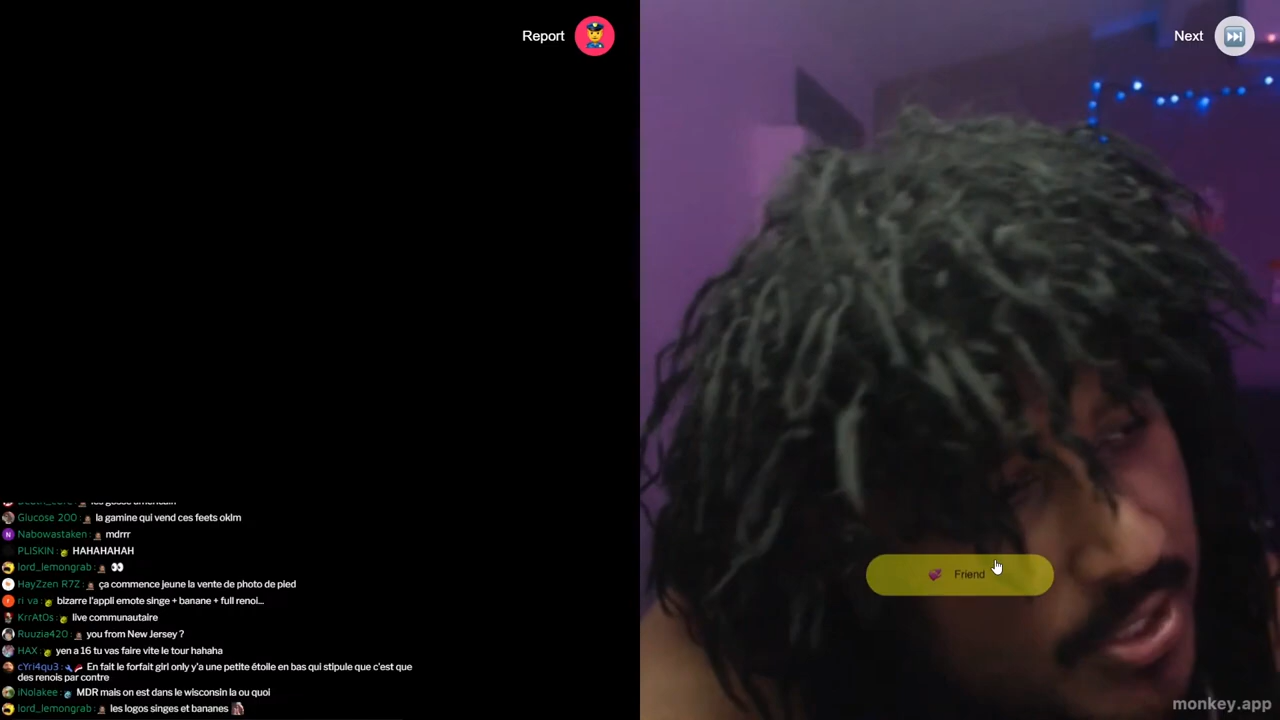 Report
Next
Glucose 200 : la gamine qui vend ces feets oklm
Nabowastaken : mdrrr
PLISKIN : HAHAHAHAH
lord_lemongrab : 👀
HayZzen R7Z : ça commence jeune la vente de photo de pied
ri va : bizarre l'appli emote singe + banane + full renoi...
KrrAt0s : live communautaire
Ruuzia420 : you from New Jersey ?
HAX : yen a 16 tu vas faire vite le tour hahaha
cYri4qu3 : En fait le forfait girl only y'a une petite étoile en bas qui stipule que c'est que
des renois par contre
iNolakee : MDR mais on est dans le wisconsin la ou quoi
lord_lemongrab : les logos singes et bananes
Friend
monkey.app